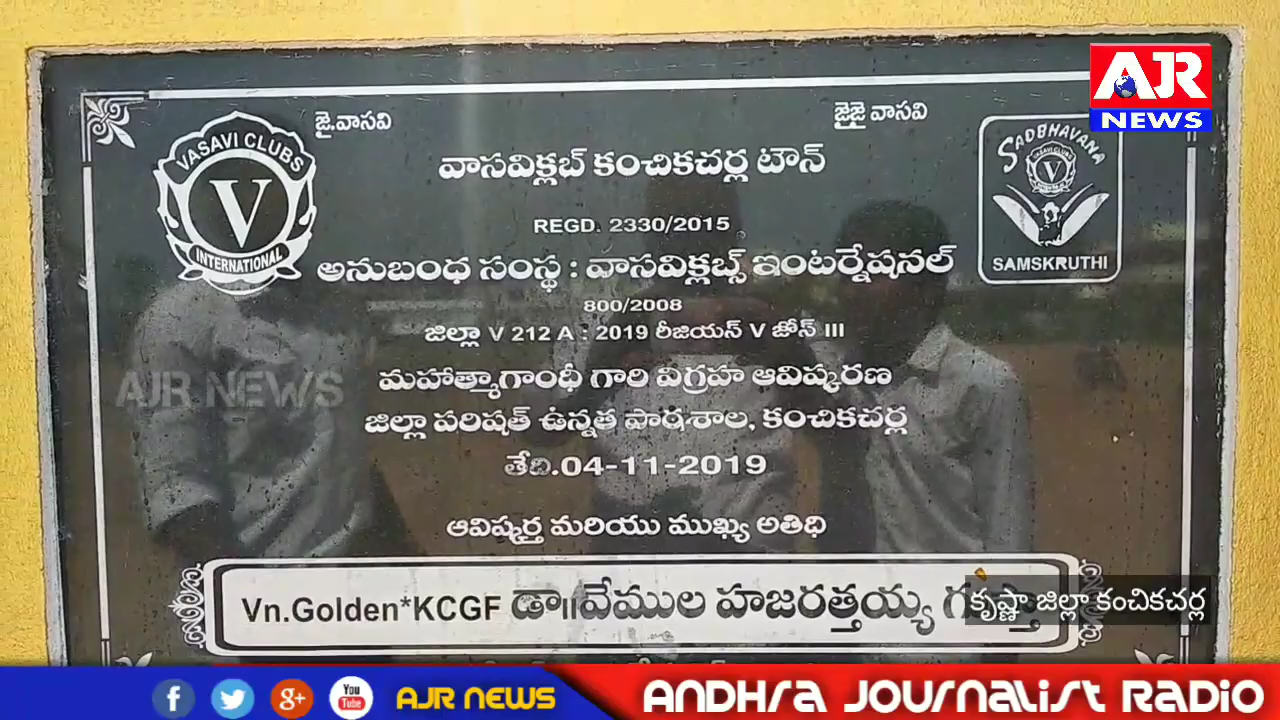 AJR
NEWS
జై.వాసవి
జైజై వాసవి
VASAVI CLUBS
V
INTERNATIONAL
SADBHAVANA
SAMSKRUTHI
వాసవిక్లబ్ కంచికచర్ల టౌన్
REGD. 2330/2015
అనుబంధ సంస్థ : వాసవిక్లబ్స్ ఇంటర్నేషనల్
800/2008
జిల్లా V 212 A : 2019 రీజియన్ V జోన్ III
AJR NEWS
మహాత్మాగాంధీ గారి విగ్రహ ఆవిష్కరణ
జిల్లా పరిషత్ ఉన్నత పాఠశాల, కంచికచర్ల
తేది.04-11-2019
ఆవిష్కర్త మరియు ముఖ్య అతిధి
Vn.Golden*KCGF డా॥వేముల హజరత్తయ్య
కృష్ణా జిల్లా కంచికచర్ల
You Tube
AJR NEWS
ANDHRA JOURNALIST RADIO